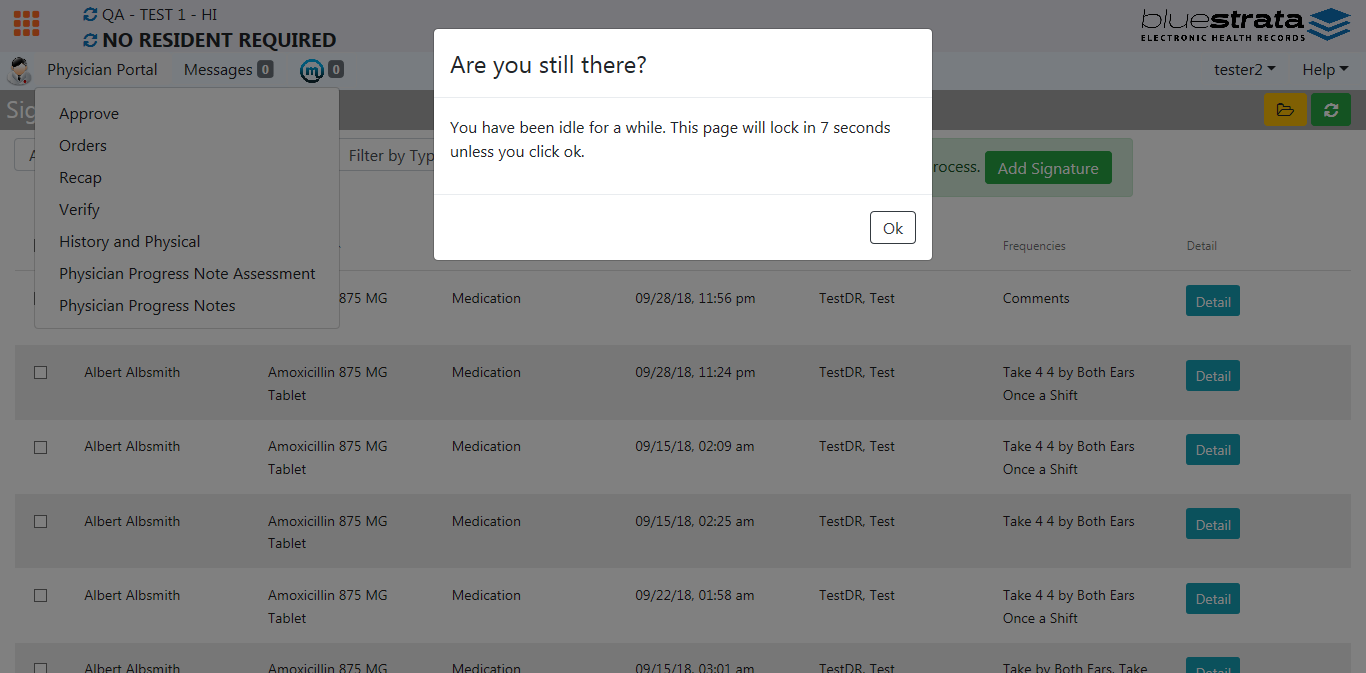 QA - TEST 1 - HI
NO RESIDENT REQUIRED
bluestrata
ELECTRONIC HEALTH RECORDS
Physician Portal Messages 0 m 0 tester2 Help
Sig
Approve
Orders
Recap
Verify
History and Physical
Physician Progress Note Assessment
Physician Progress Notes
A
Filter by Typ
Are you still there?
You have been idle for a while. This page will lock in 7 seconds
unless you click ok.
Ok
rocess. Add Signature
Frequencies Detail
875 MG Medication 09/28/18, 11:56 pm TestDR, Test Comments Detail
Albert Albsmith Amoxicillin 875 MG Medication 09/28/18, 11:24 pm TestDR, Test Take 4 4 by Both Ears Detail
Tablet Once a Shift
Albert Albsmith Amoxicillin 875 MG Medication 09/15/18, 02:09 am TestDR, Test Take 4 4 by Both Ears Detail
Tablet Once a Shift
Albert Albsmith Amoxicillin 875 MG Medication 09/15/18, 02:25 am TestDR, Test Take 4 4 by Both Ears Detail
Tablet
Albert Albsmith Amoxicillin 875 MG Medication 09/22/18, 01:58 am TestDR, Test Take 4 4 by Both Ears Detail
Tablet Once a Shift
Albert Albsmith Amoxicillin 875 MG Medication 09/15/18, 03:01 am TestDR, Test Take by Both Ears, Take Detail